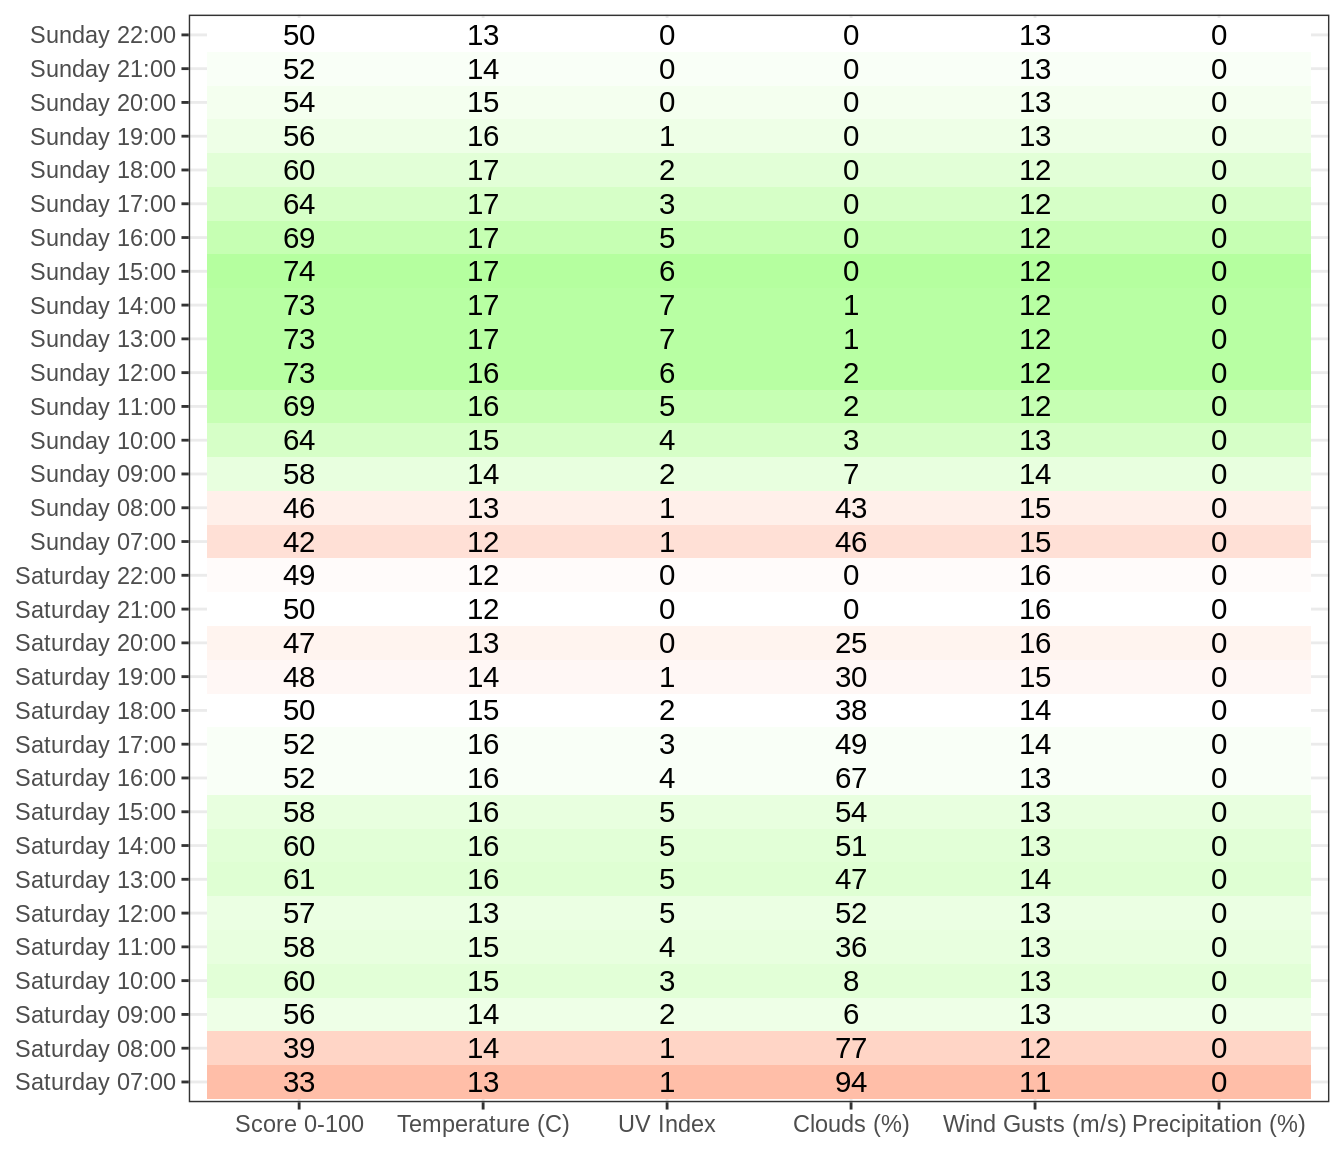 Sunday 22:00 50 13 0 0 13 0
Sunday 21:00 52 14 0 0 13 0
Sunday 20:00 54 15 0 0 13 0
Sunday 19:00 56 16 1 0 13 0
Sunday 18:00 60 17 2 0 12 0
Sunday 17:00 64 17 3 0 12 0
Sunday 16:00 69 17 5 0 12 0
Sunday 15:00 74 17 6 0 12 0
Sunday 14:00 73 17 7 1 12 0
Sunday 13:00 73 17 7 1 12 0
Sunday 12:00 73 16 6 2 12 0
Sunday 11:00 69 16 5 2 12 0
Sunday 10:00 64 15 4 3 13 0
Sunday 09:00 58 14 2 7 14 0
Sunday 08:00 46 13 1 43 15 0
Sunday 07:00 42 12 1 46 15 0
Saturday 22:00 49 12 0 0 16 0
Saturday 21:00 50 12 0 0 16 0
Saturday 20:00 47 13 0 25 16 0
Saturday 19:00 48 14 1 30 15 0
Saturday 18:00 50 15 2 38 14 0
Saturday 17:00 52 16 3 49 14 0
Saturday 16:00 52 16 4 67 13 0
Saturday 15:00 58 16 5 54 13 0
Saturday 14:00 60 16 5 51 13 0
Saturday 13:00 61 16 5 47 14 0
Saturday 12:00 57 13 5 52 13 0
Saturday 11:00 58 15 4 36 13 0
Saturday 10:00 60 15 3 8 13 0
Saturday 09:00 56 14 2 6 13 0
Saturday 08:00 39 14 1 77 12 0
Saturday 07:00 33 13 1 94 11 0
Score 0-100 Temperature (C) UV Index Clouds (%) Wind Gusts (m/s) Precipitation (%)